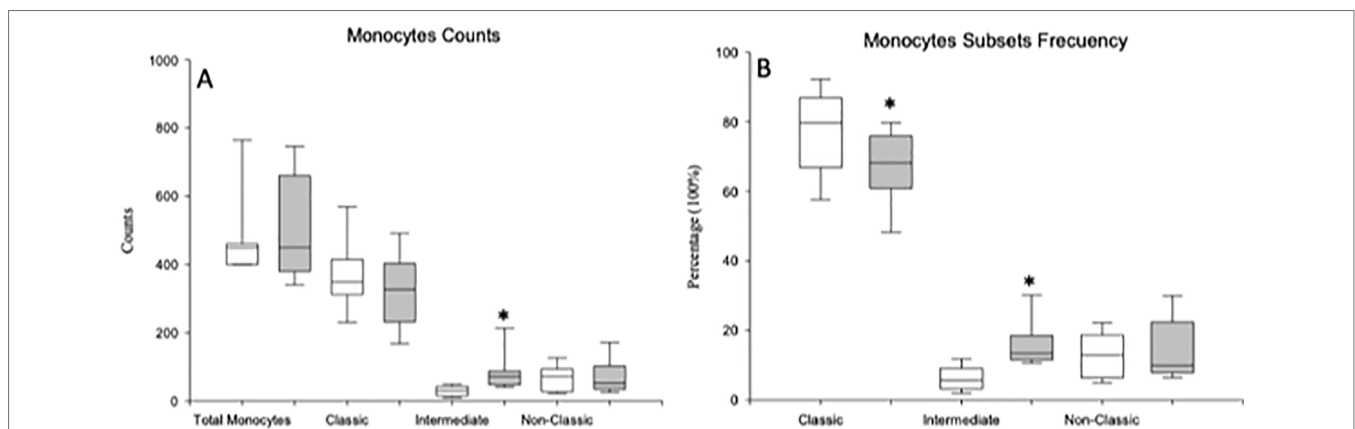 Monocytes Counts
A
1000
800
600
400
200
0
Counts
Total Monocytes
Classic
Intermediate
Non-Classic
Monocytes Subsets Frecuency
B
100
80
60
40
20
0
Percentage (100%)
Classic
Intermediate
Non-Classic